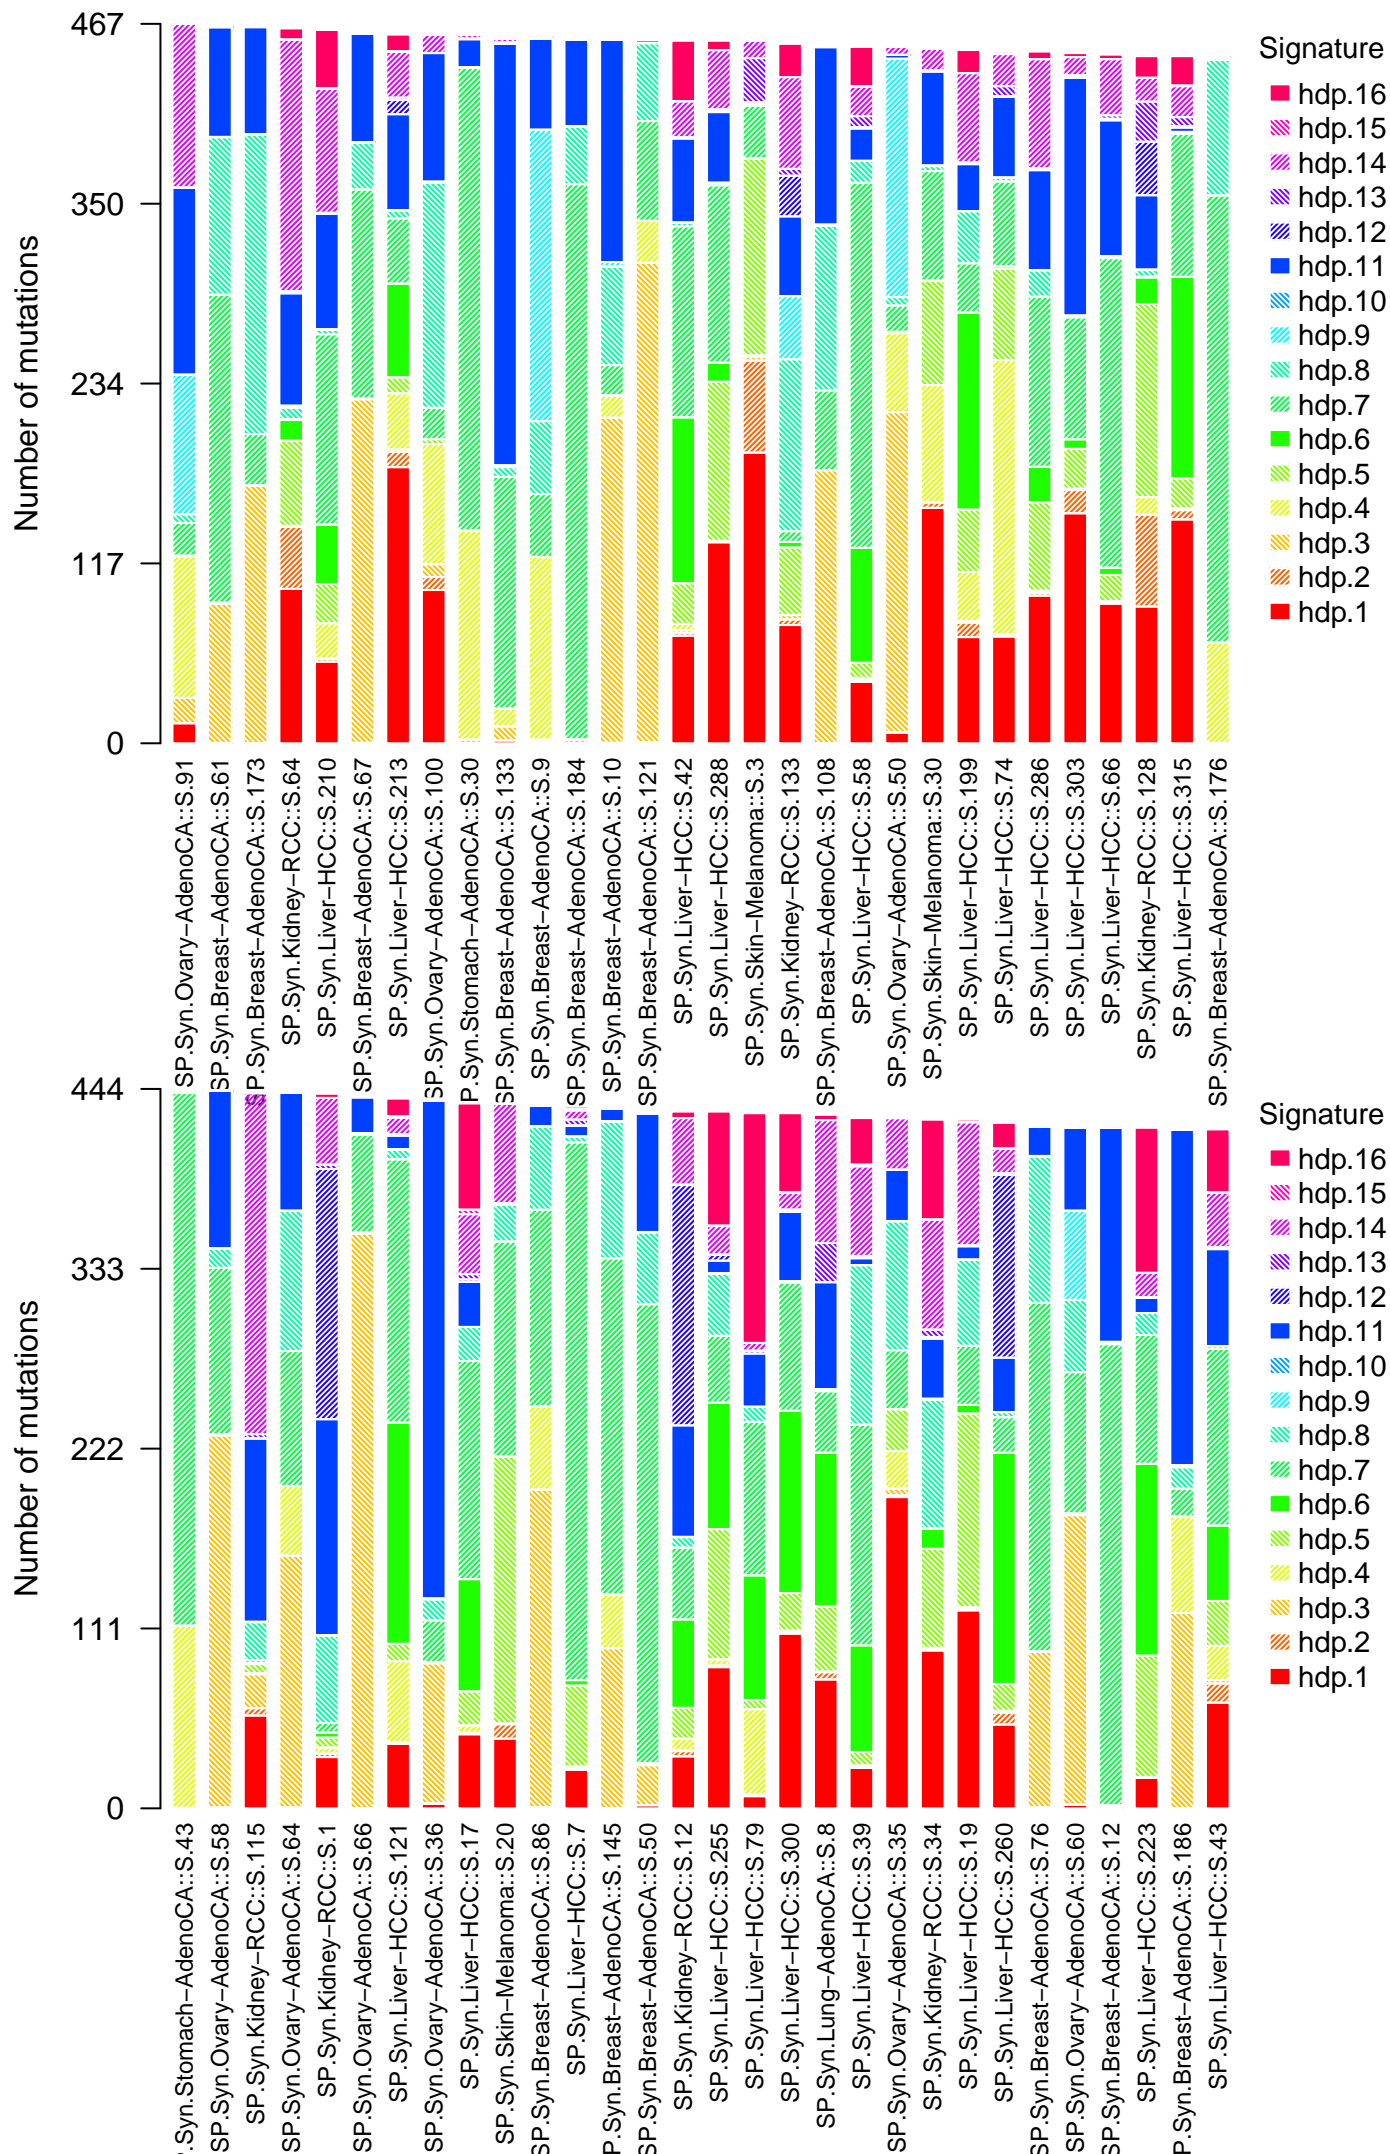 Number of mutations
467
350
234
117
0
Signature
hdp.16
hdp.15
hdp.14
hdp.13
hdp.12
hdp.11
hdp.10
hdp.9
hdp.8
hdp.7
hdp.6
hdp.5
hdp.4
hdp.3
hdp.2
hdp.1
SP.Syn.Ovary−AdenoCA::S.91
SP.Syn.Breast−AdenoCA::S.61
SP.Syn.Breast−AdenoCA::S.173
SP.Syn.Kidney−RCC::S.64
SP.Syn.Liver−HCC::S.210
SP.Syn.Breast−AdenoCA::S.67
SP.Syn.Liver−HCC::S.213
SP.Syn.Ovary−AdenoCA::S.100
P.Syn.Stomach−AdenoCA::S.30
SP.Syn.Breast−AdenoCA::S.133
SP.Syn.Breast−AdenoCA::S.9
SP.Syn.Breast−AdenoCA::S.184
SP.Syn.Breast−AdenoCA::S.10
SP.Syn.Breast−AdenoCA::S.121
SP.Syn.Liver−HCC::S.42
SP.Syn.Liver−HCC::S.288
SP.Syn.Skin−Melanoma::S.3
SP.Syn.Kidney−RCC::S.133
SP.Syn.Breast−AdenoCA::S.108
SP.Syn.Liver−HCC::S.58
SP.Syn.Ovary−AdenoCA::S.50
SP.Syn.Skin−Melanoma::S.30
SP.Syn.Liver−HCC::S.199
SP.Syn.Liver−HCC::S.74
SP.Syn.Liver−HCC::S.286
SP.Syn.Liver−HCC::S.303
SP.Syn.Liver−HCC::S.66
SP.Syn.Kidney−RCC::S.128
SP.Syn.Liver−HCC::S.315
SP.Syn.Breast−AdenoCA::S.176
Number of mutations
444
333
222
111
0
Signature
hdp.16
hdp.15
hdp.14
hdp.13
hdp.12
hdp.11
hdp.10
hdp.9
hdp.8
hdp.7
hdp.6
hdp.5
hdp.4
hdp.3
hdp.2
hdp.1
P.Syn.Stomach−AdenoCA::S.43
SP.Syn.Ovary−AdenoCA::S.58
SP.Syn.Kidney−RCC::S.115
SP.Syn.Ovary−AdenoCA::S.64
SP.Syn.Kidney−RCC::S.1
SP.Syn.Ovary−AdenoCA::S.66
SP.Syn.Liver−HCC::S.121
SP.Syn.Ovary−AdenoCA::S.36
SP.Syn.Liver−HCC::S.17
SP.Syn.Skin−Melanoma::S.20
SP.Syn.Breast−AdenoCA::S.86
SP.Syn.Liver−HCC::S.7
P.Syn.Breast−AdenoCA::S.145
SP.Syn.Breast−AdenoCA::S.50
SP.Syn.Kidney−RCC::S.12
SP.Syn.Liver−HCC::S.255
SP.Syn.Liver−HCC::S.79
SP.Syn.Liver−HCC::S.300
SP.Syn.Lung−AdenoCA::S.8
SP.Syn.Liver−HCC::S.39
SP.Syn.Ovary−AdenoCA::S.35
SP.Syn.Kidney−RCC::S.34
SP.Syn.Liver−HCC::S.19
SP.Syn.Liver−HCC::S.260
SP.Syn.Breast−AdenoCA::S.76
SP.Syn.Ovary−AdenoCA::S.60
SP.Syn.Breast−AdenoCA::S.12
SP.Syn.Liver−HCC::S.223
SP.Syn.Breast−AdenoCA::S.186
SP.Syn.Liver−HCC::S.43